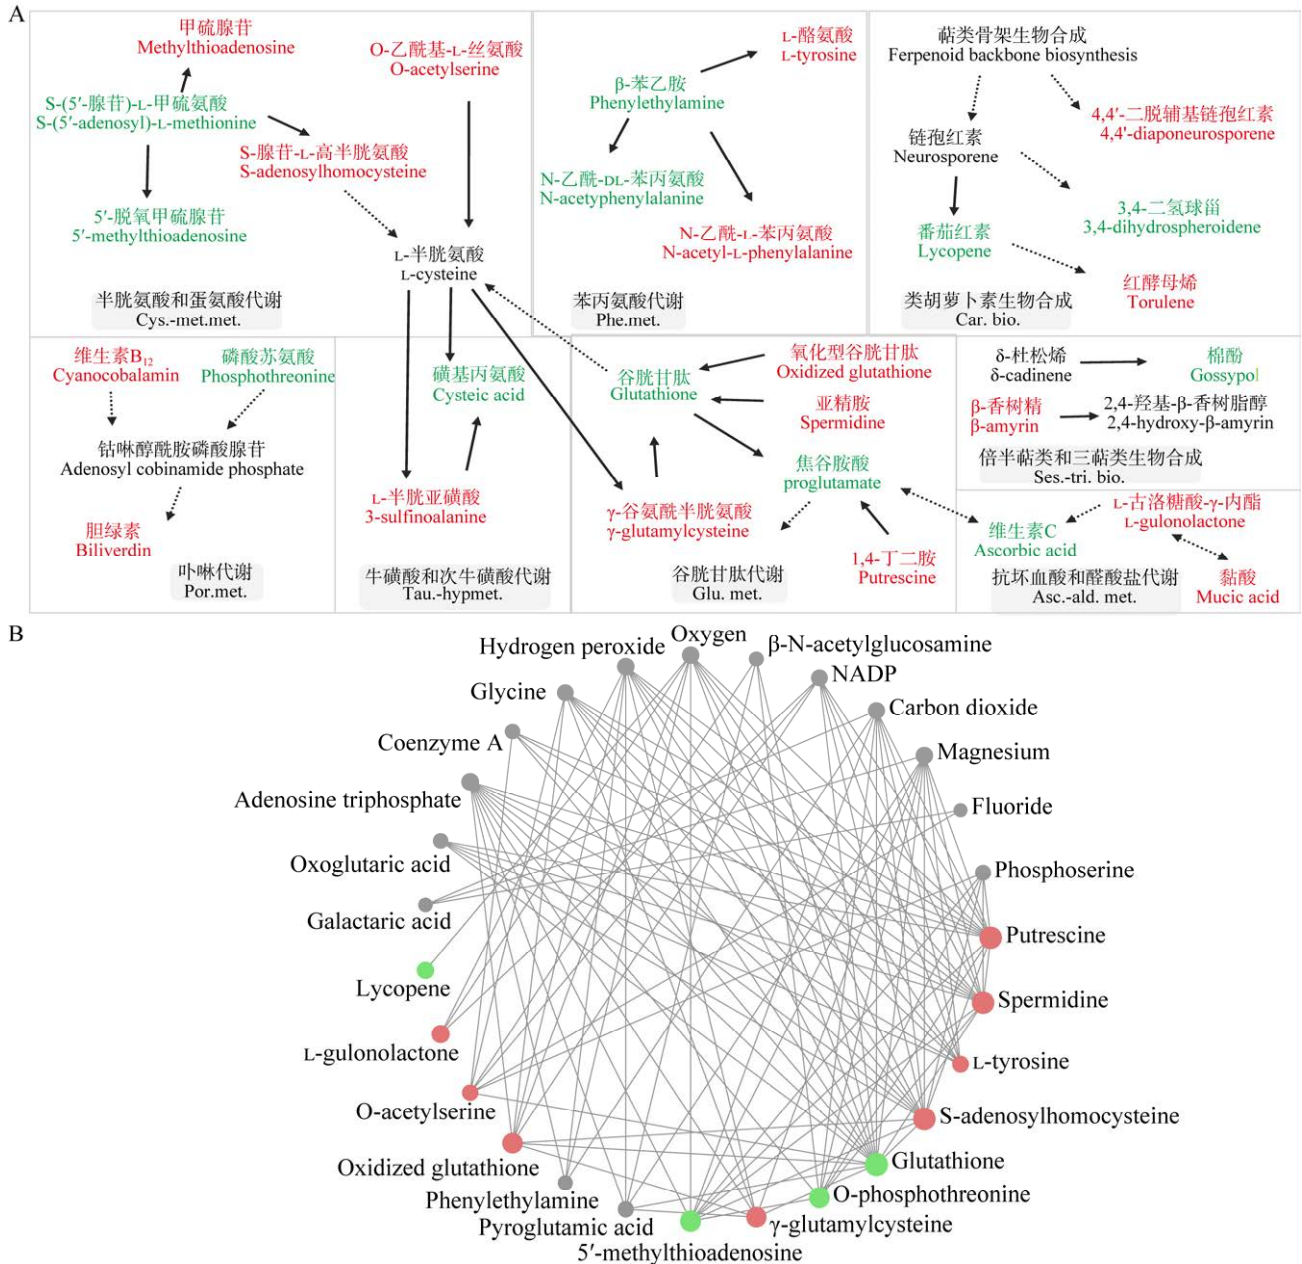 A
甲硫腺苷
Methylthioadenosine
O-乙酰基-L-丝氨酸
O-acetylserine
S-(5′-腺苷)-L-甲硫氨酸
S-(5′-adenosyl)-L-methionine
S-腺苷-L-高半胱氨酸
S-adenosylhomocysteine
5′-脱氧甲硫腺苷
5′-methylthioadenosine
L-半胱氨酸
L-cysteine
半胱氨酸和蛋氨酸代谢
Cys.-met.met.
L-酪氨酸
L-tyrosine
β-苯乙胺
Phenylethylamine
N-乙酰-DL-苯丙氨酸
N-acetyphenylalanine
N-乙酰-L-苯丙氨酸
N-acetyl-L-phenylalanine
苯丙氨酸代谢
Phe.met.
萜类骨架生物合成
Ferpenoid backbone biosynthesis
4,4′-二脱辅基链孢红素
4,4'-diaponeurosporene
链孢红素
Neurosporene
3,4-二氢球甾
3,4-dihydrospheroidene
番茄红素
Lycopene
红酵母烯
Torulene
类胡萝卜素生物合成
Car. bio.
维生素B₁₂
Cyanocobalamin
磷酸苏氨酸
Phosphothreonine
钴啉醇酰胺磷酸腺苷
Adenosyl cobinamide phosphate
胆绿素
Biliverdin
卟啉代谢
Por.met.
磺基丙氨酸
Cysteic acid
L-半胱亚磺酸
3-sulfinoalanine
牛磺酸和次牛磺酸代谢
Tau.-hypmet.
谷胱甘肽
Glutathione
氧化型谷胱甘肽
Oxidized glutathione
亚精胺
Spermidine
焦谷胺酸
proglutamate
γ-谷氨酰半胱氨酸
γ-glutamylcysteine
1,4-丁二胺
Putrescine
谷胱甘肽代谢
Glu. met.
δ-杜松烯
δ-cadinene
棉酚
Gossypol
β-香树精
β-amyrin
2,4-羟基-β-香树脂醇
2,4-hydroxy-β-amyrin
倍半萜类和三萜类生物合成
Ses.-tri. bio.
L-古洛糖酸-γ-内酯
L-gulonolactone
维生素C
Ascorbic acid
黏酸
Mucic acid
抗坏血酸和醛酸盐代谢
Asc.-ald. met.
B
Oxygen
Hydrogen peroxide
β-N-acetylglucosamine
NADP
Glycine
Carbon dioxide
Coenzyme A
Magnesium
Adenosine triphosphate
Fluoride
Oxoglutaric acid
Phosphoserine
Galactaric acid
Putrescine
Lycopene
Spermidine
L-gulonolactone
L-tyrosine
O-acetylserine
S-adenosylhomocysteine
Oxidized glutathione
Glutathione
Phenylethylamine
O-phosphothreonine
Pyroglutamic acid
γ-glutamylcysteine
5′-methylthioadenosine